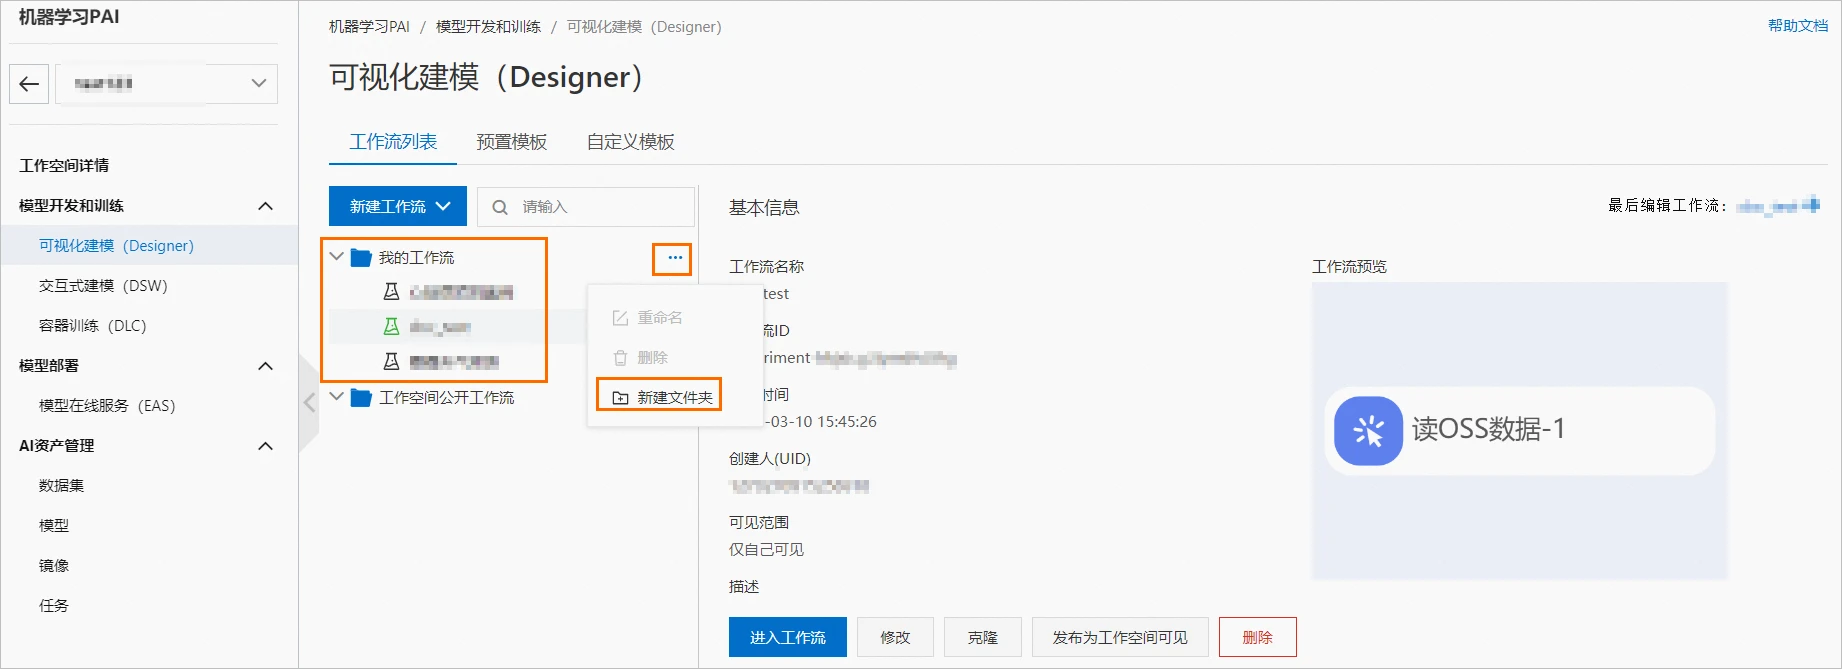 机器学习PAI
工作空间详情
模型开发和训练
可视化建模（Designer）
交互式建模（DSW）
容器训练（DLC）
模型部署
模型在线服务（EAS）
AI资产管理
数据集
模型
镜像
任务
机器学习PAI / 模型开发和训练 / 可视化建模（Designer）
帮助文档
可视化建模（Designer）
工作流列表 预置模板 自定义模板
新建工作流 请输入
我的工作流
工作空间公开工作流
重命名
删除
新建文件夹
基本信息
最后编辑工作流：
工作流名称
test
流ID
riment
时间
-03-10 15:45:26
创建人(UID)
可见范围
仅自己可见
描述
工作流预览
读OSS数据-1
进入工作流 修改 克隆 发布为工作空间可见 删除